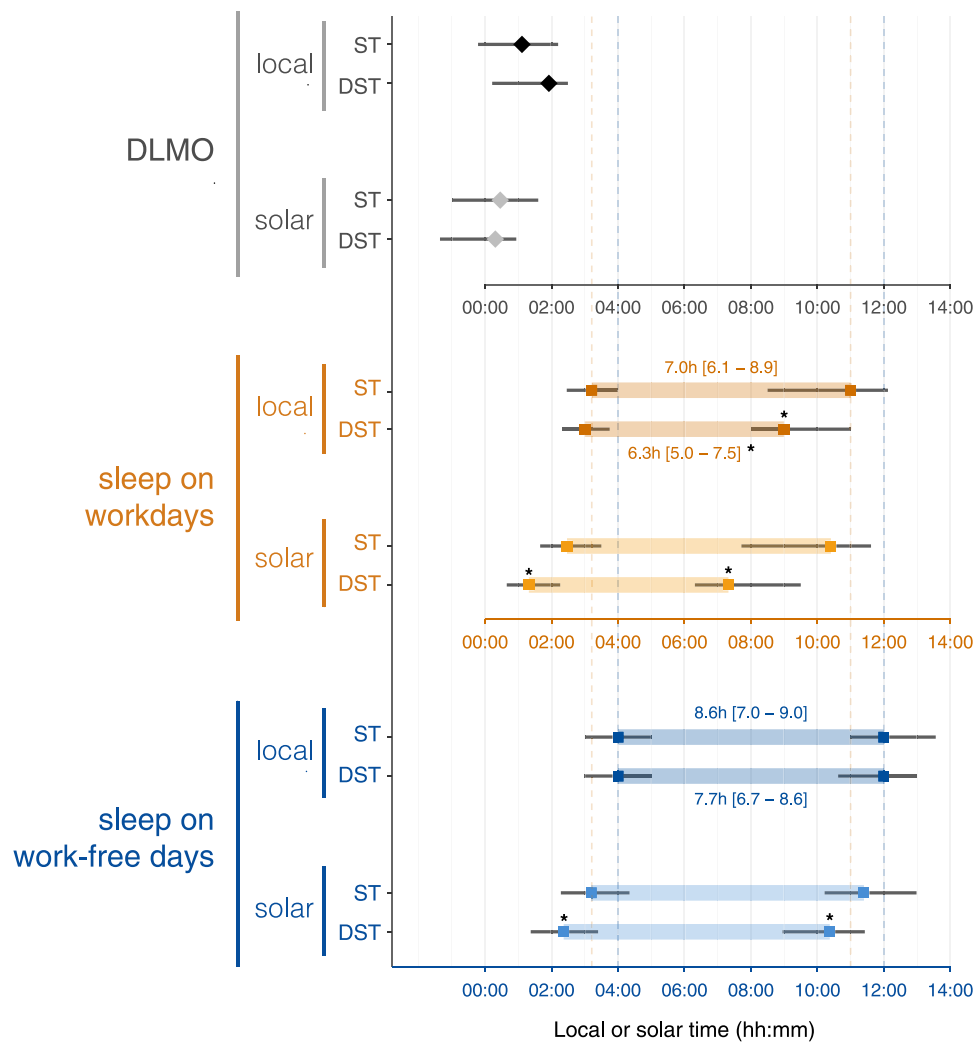 DLMO
local
ST
DST
solar
ST
DST
00:00 02:00 04:00 06:00 08:00 10:00 12:00 14:00
sleep on
workdays
local
ST
7.0h [6.1 – 8.9]
DST
*
6.3h [5.0 – 7.5] *
solar
ST
DST
* *
00:00 02:00 04:00 06:00 08:00 10:00 12:00 14:00
sleep on
work-free days
local
ST
8.6h [7.0 – 9.0]
DST
7.7h [6.7 – 8.6]
solar
ST
DST
* *
00:00 02:00 04:00 06:00 08:00 10:00 12:00 14:00
Local or solar time (hh:mm)